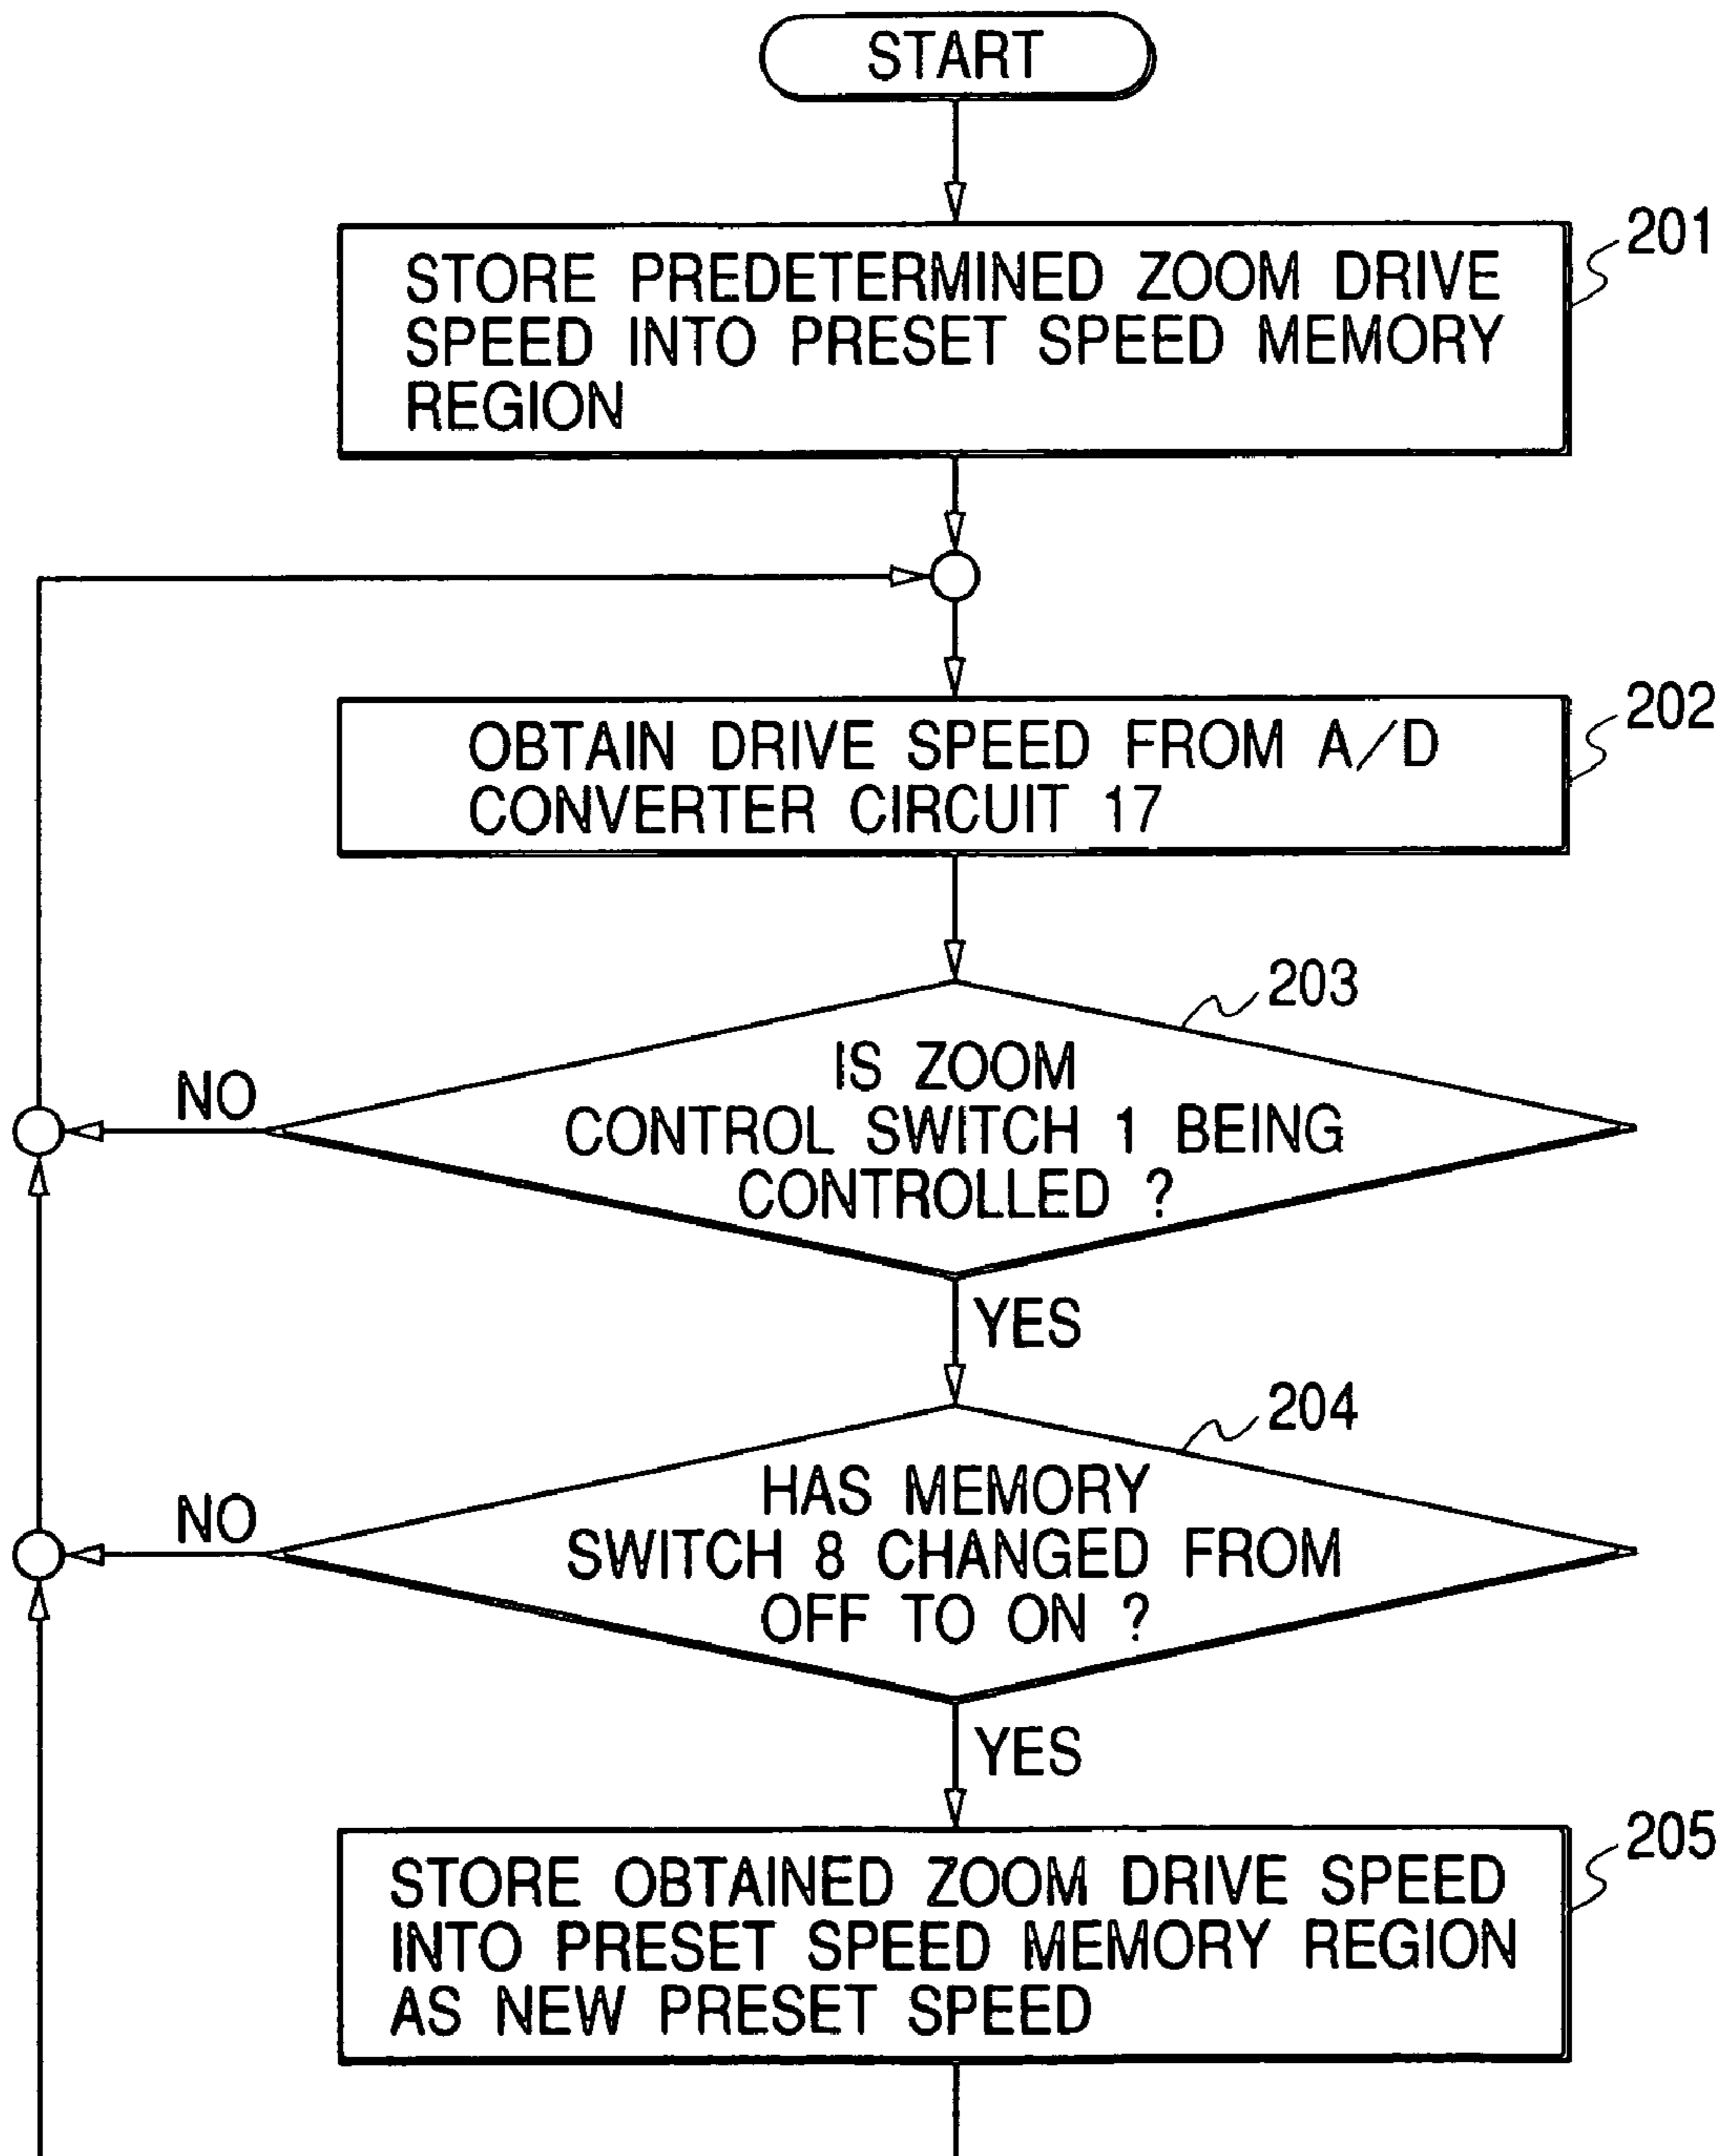 START
201
STORE PREDETERMINED ZOOM DRIVE
SPEED INTO PRESET SPEED MEMORY
REGION
202
OBTAIN DRIVE SPEED FROM A/D
CONVERTER CIRCUIT 17
203
IS ZOOM
CONTROL SWITCH 1 BEING
CONTROLLED ?
NO
YES
204
HAS MEMORY
SWITCH 8 CHANGED FROM
OFF TO ON ?
NO
YES
205
STORE OBTAINED ZOOM DRIVE SPEED
INTO PRESET SPEED MEMORY REGION
AS NEW PRESET SPEED